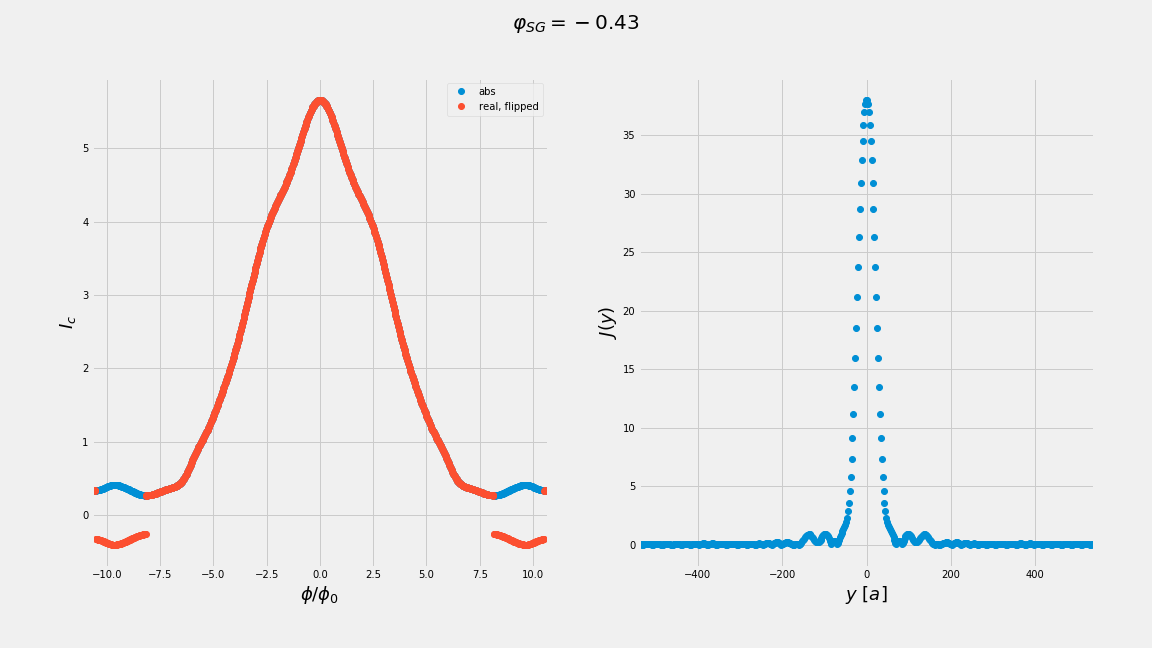 φ_SG = −0.43
abs
real, flipped
5
4
3
2
1
0
I_c
−10.0 −7.5 −5.0 −2.5 0.0 2.5 5.0 7.5 10.0
ϕ/ϕ_0
35
30
25
20
15
10
5
0
J(y)
−400 −200 0 200 400
y [a]